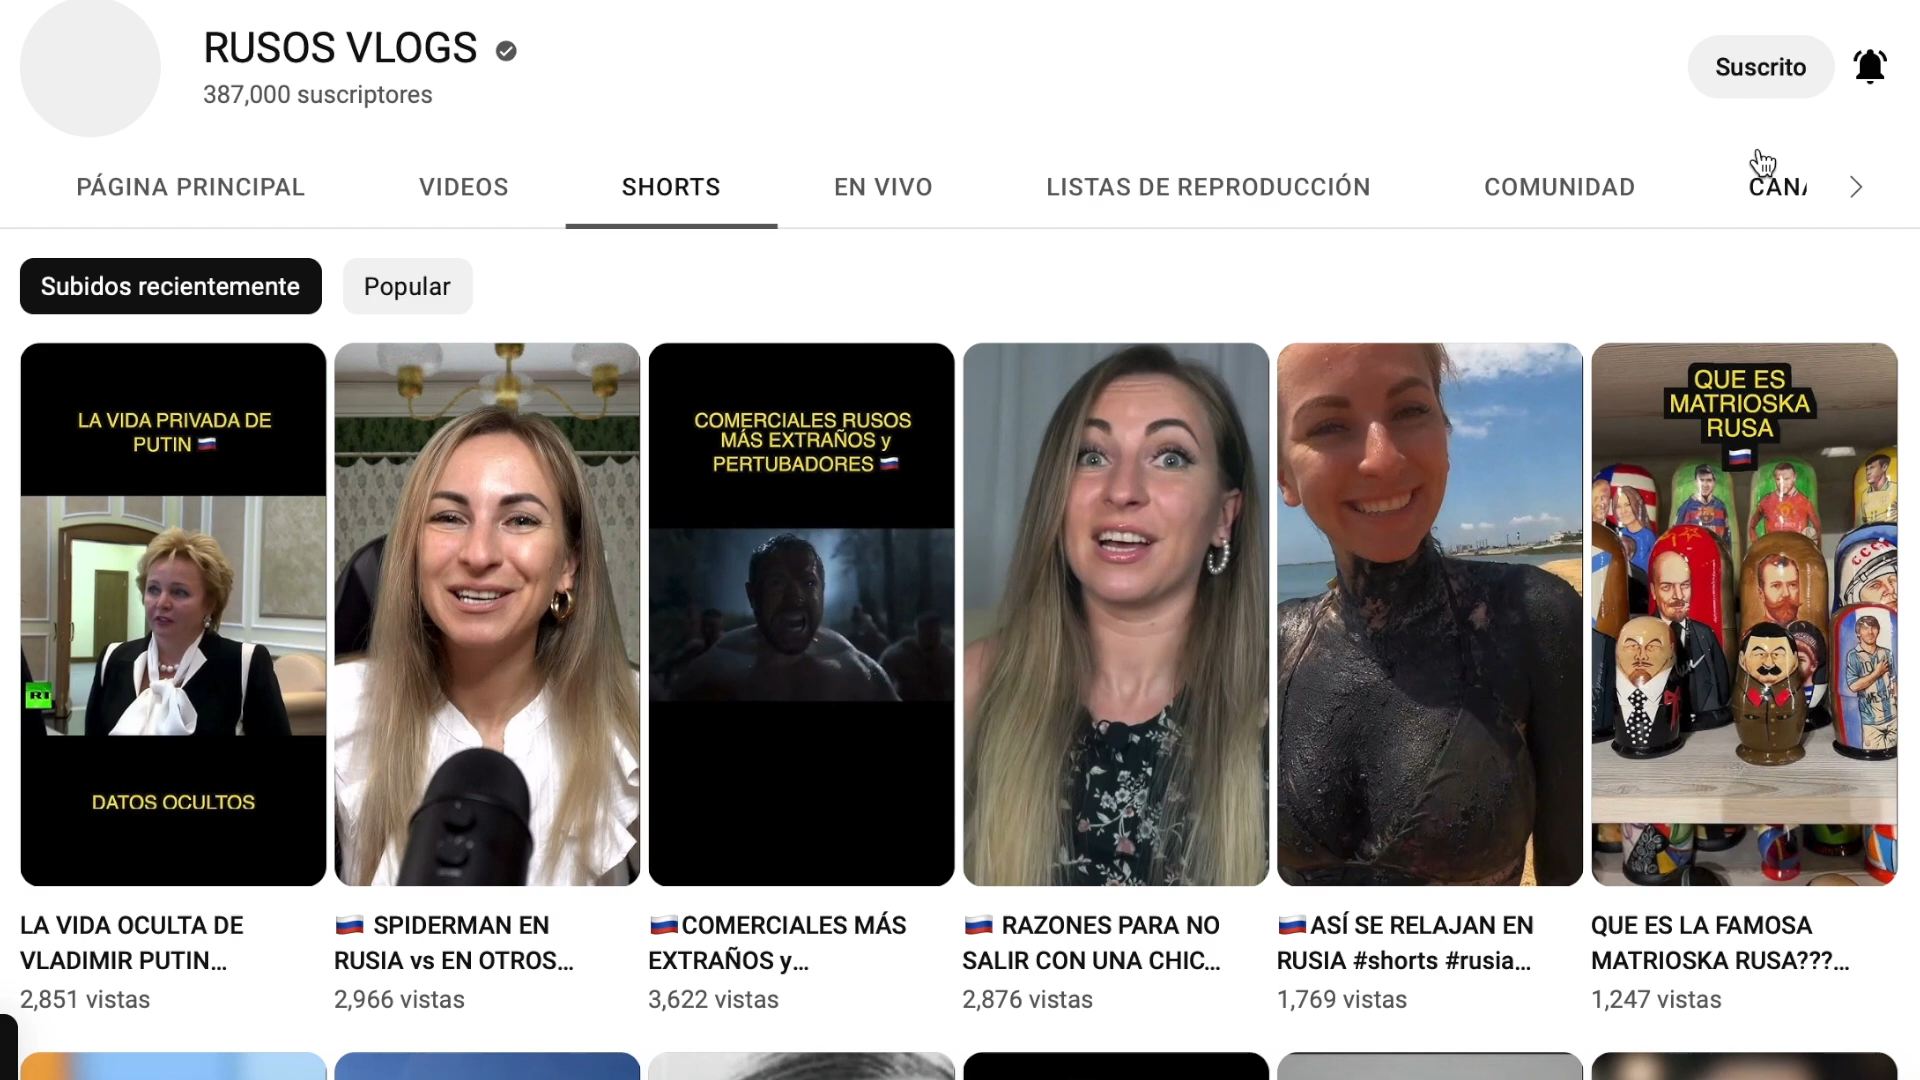 RUSOS VLOGS
387,000 suscriptores
Suscrito
PÁGINA PRINCIPAL
VIDEOS
SHORTS
EN VIVO
LISTAS DE REPRODUCCIÓN
COMUNIDAD
Subidos recientemente
Popular
LA VIDA PRIVADA DE
PUTIN 🇷🇺
RT
DATOS OCULTOS
COMERCIALES RUSOS
MÁS EXTRAÑOS y
PERTUBADORES 🇷🇺
QUE ES
MATRIOSKA
RUSA
🇷🇺
LA VIDA OCULTA DE
VLADIMIR PUTIN...
2,851 vistas
🇷🇺 SPIDERMAN EN
RUSIA vs EN OTROS...
2,966 vistas
🇷🇺COMERCIALES MÁS
EXTRAÑOS y...
3,622 vistas
🇷🇺 RAZONES PARA NO
SALIR CON UNA CHIC...
2,876 vistas
🇷🇺ASÍ SE RELAJAN EN
RUSIA #shorts #rusia...
1,769 vistas
QUE ES LA FAMOSA
MATRIOSKA RUSA???...
1,247 vistas